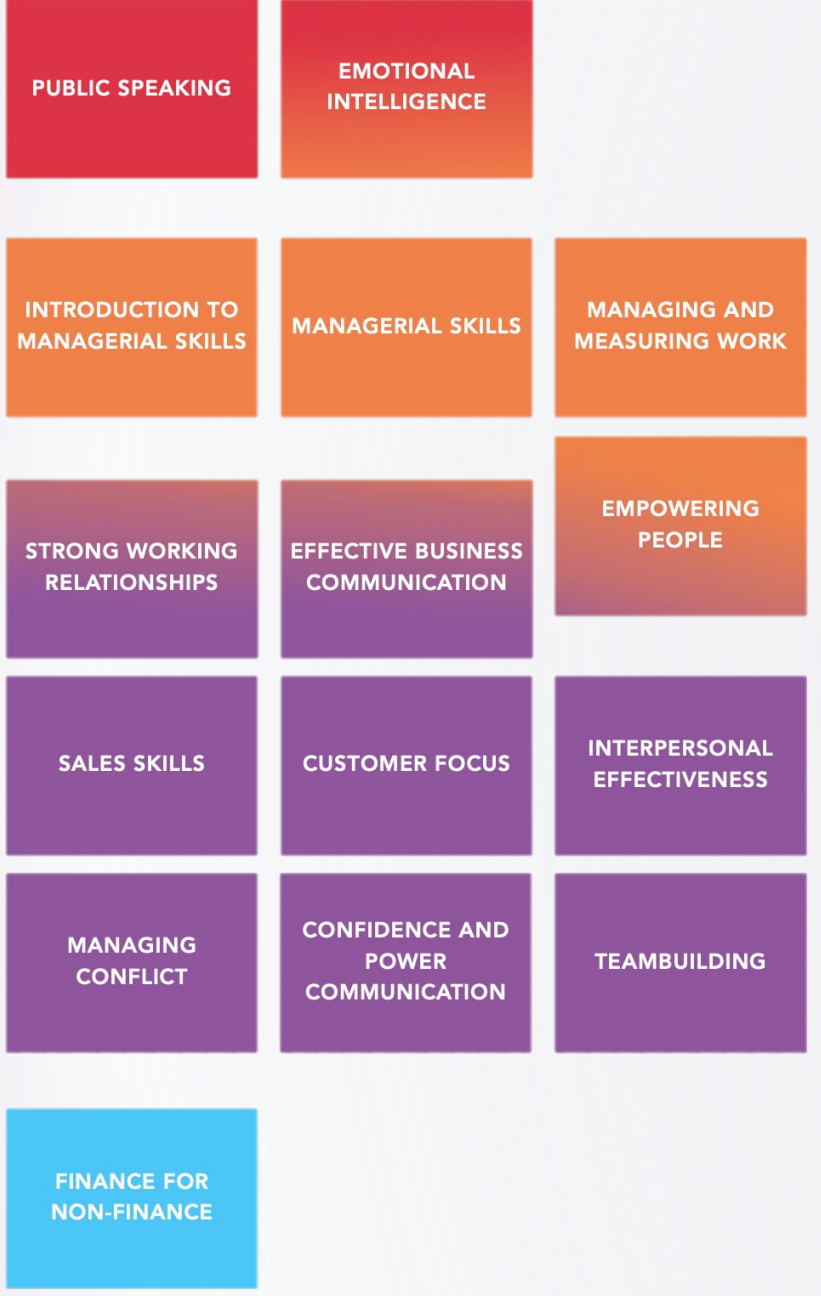 PUBLIC SPEAKING
EMOTIONAL
INTELLIGENCE
INTRODUCTION TO
MANAGERIAL SKILLS
MANAGERIAL SKILLS
MANAGING AND
MEASURING WORK
STRONG WORKING
RELATIONSHIPS
EFFECTIVE BUSINESS
COMMUNICATION
EMPOWERING
PEOPLE
SALES SKILLS
CUSTOMER FOCUS
INTERPERSONAL
EFFECTIVENESS
MANAGING
CONFLICT
CONFIDENCE AND
POWER
COMMUNICATION
TEAMBUILDING
FINANCE FOR
NON-FINANCE